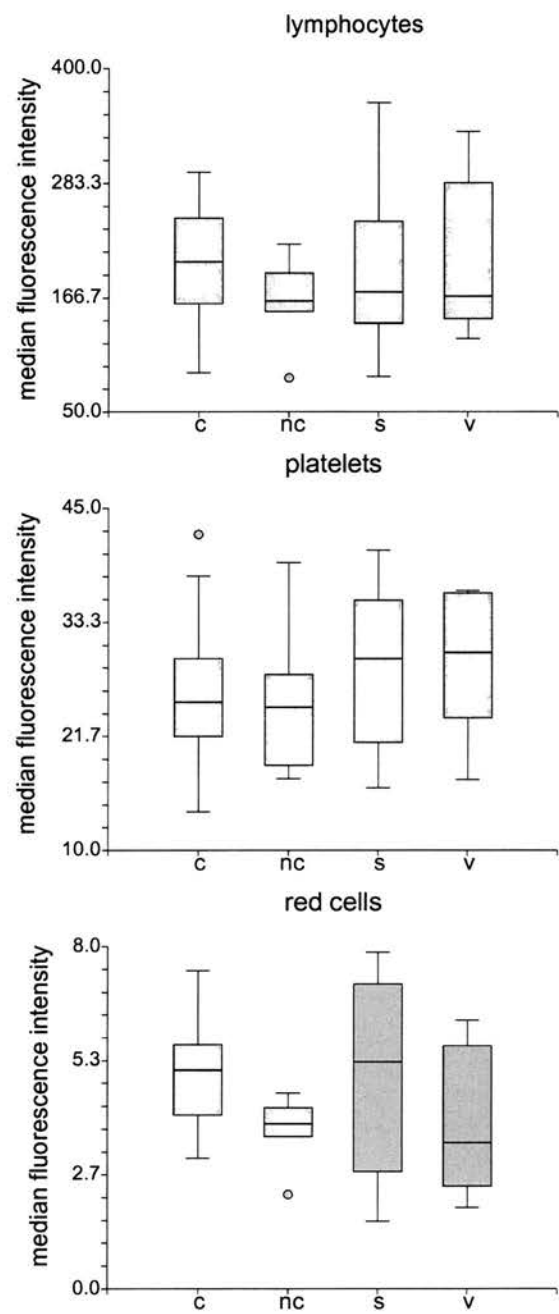 lymphocytes
median fluorescence intensity
400.0
283.3
166.7
50.0
c nc s v
platelets
median fluorescence intensity
45.0
33.3
21.7
10.0
c nc s v
red cells
median fluorescence intensity
8.0
5.3
2.7
0.0
c nc s v